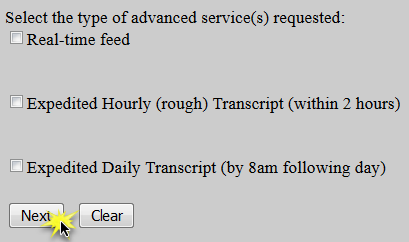 Select the type of advanced service(s) requested:
Real-time feed
Expedited Hourly (rough) Transcript (within 2 hours)
Expedited Daily Transcript (by 8am following day)
Next Clear